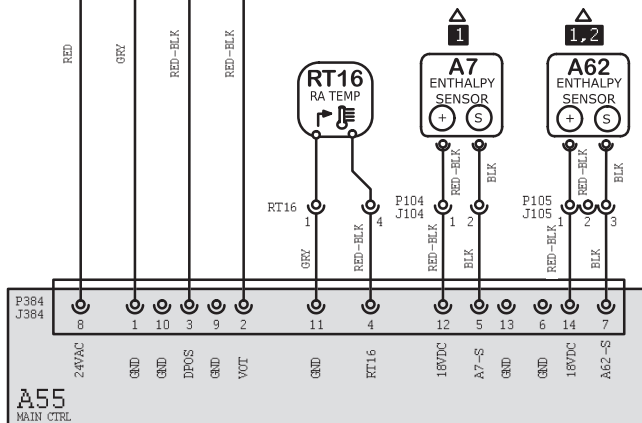 1
1,2
A7
ENTHALPY
SENSOR
+ S
A62
ENTHALPY
SENSOR
+ S
RT16
RA TEMP
RED
GRY
RED-BLK
RED-BLK
RED-BLK
BLK
RED-BLK
BLK
RT16
1 4
P104
J104
1 2
P105
J105
1 2 3
GRY
RED-BLK
RED-BLK
BLK
RED-BLK
BLK
P384
J384
8 1 10 3 9 2 11 4 12 5 13 6 14 7
24VAC
GND
GND
DPOS
GND
VOT
GND
RT16
18VDC
A7-S
GND
GND
18VDC
A62-S
A55
MAIN CTRL